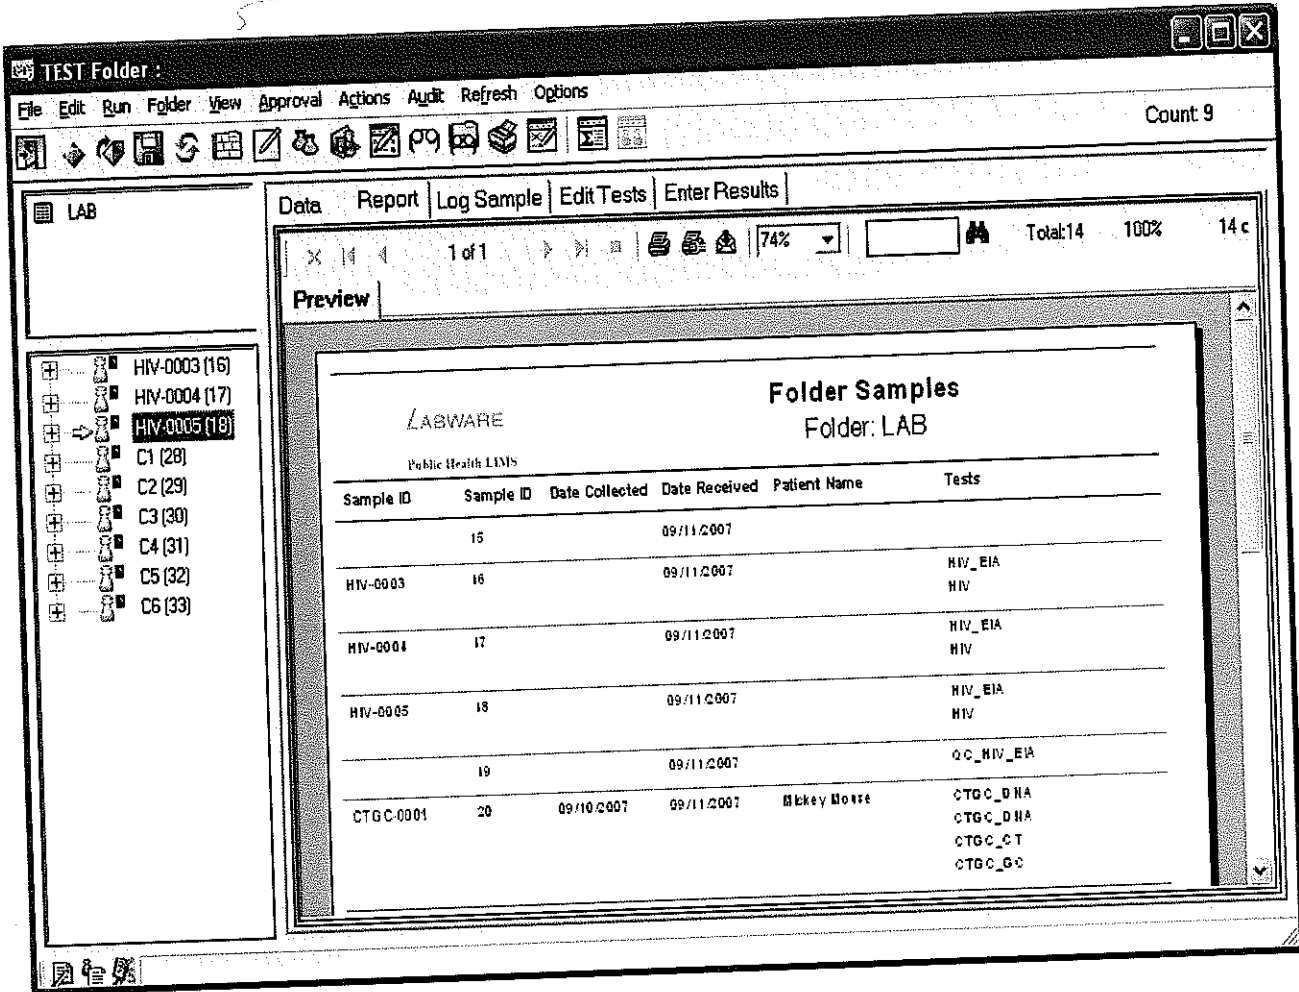 TEST Folder :
File Edit Run Folder View Approval Actions Audit Refresh Options
Count 9
LAB
Data Report Log Sample Edit Tests Enter Results
1 of 1 74% Total:14 100% 14 c
Preview
HIV-0003 (16)
HIV-0004 (17)
HIV-0005 (18)
C1 (28)
C2 (29)
C3 (30)
C4 (31)
C5 (32)
C6 (33)
Folder Samples
LABWARE
Folder: LAB
Public Health LIMS
Sample ID Sample ID Date Collected Date Received Patient Name Tests
15 09/11/2007
HIV-0003 16 09/11/2007 HIV_EIA
HIV
HIV-0004 17 09/11/2007 HIV_EIA
HIV
HIV-0005 18 09/11/2007 HIV_EIA
HIV
19 09/11/2007 QC_HIV_EIA
CTGC-0001 20 09/10/2007 09/11/2007 Mickey Mouse CTGC_DNA
CTGC_DNA
CTGC_CT
CTGC_GC